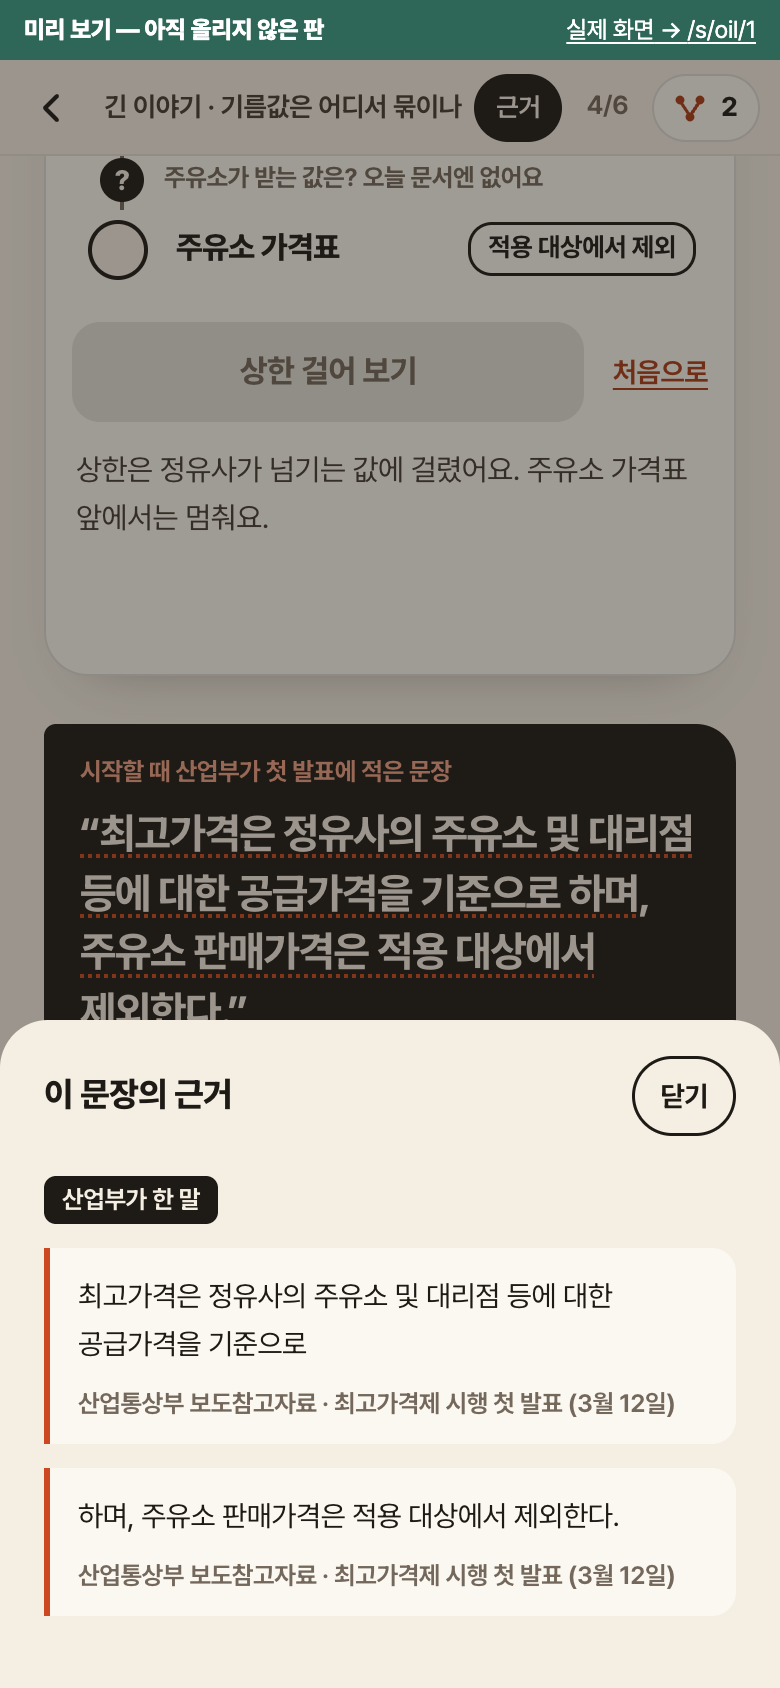 미리 보기 — 아직 올리지 않은 판
실제 화면 → /s/oil/1
긴 이야기 · 기름값은 어디서 묶이나
근거
4/6
2
?
주유소가 받는 값은? 오늘 문서엔 없어요
주유소 가격표
적용 대상에서 제외
상한 걸어 보기
처음으로
상한은 정유사가 넘기는 값에 걸렸어요. 주유소 가격표
앞에서는 멈춰요.
시작할 때 산업부가 첫 발표에 적은 문장
“최고가격은 정유사의 주유소 및 대리점
등에 대한 공급가격을 기준으로 하며,
주유소 판매가격은 적용 대상에서
제외한다.”
이 문장의 근거
닫기
산업부가 한 말
최고가격은 정유사의 주유소 및 대리점 등에 대한
공급가격을 기준으로
산업통상부 보도참고자료 · 최고가격제 시행 첫 발표 (3월 12일)
하며, 주유소 판매가격은 적용 대상에서 제외한다.
산업통상부 보도참고자료 · 최고가격제 시행 첫 발표 (3월 12일)